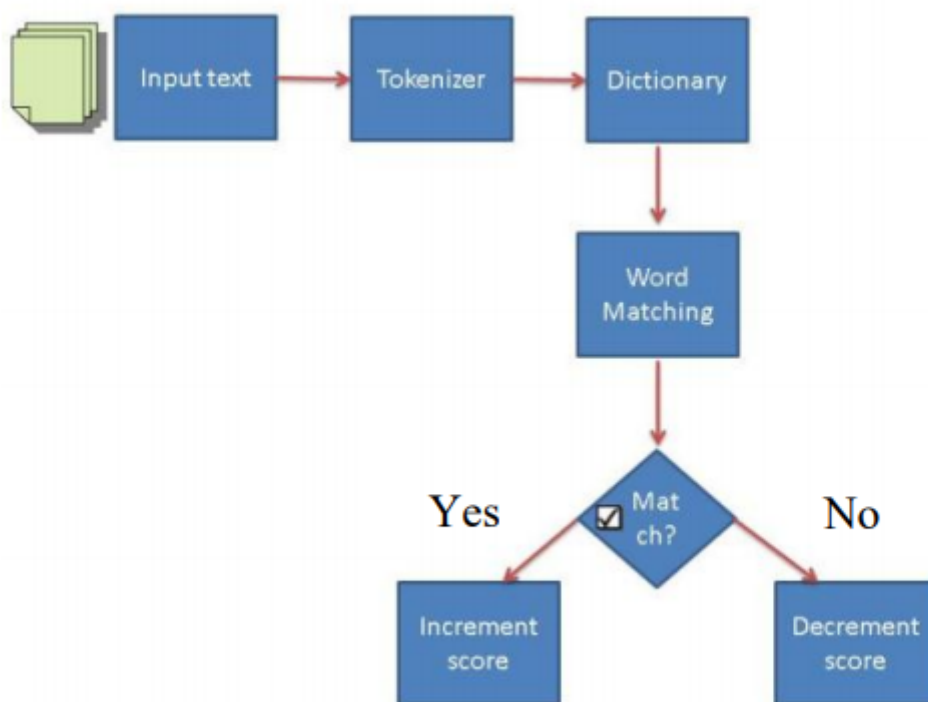 Input text
Tokenizer
Dictionary
Word
Matching
Yes
Mat
ch?
No
Increment
score
Decrement
score